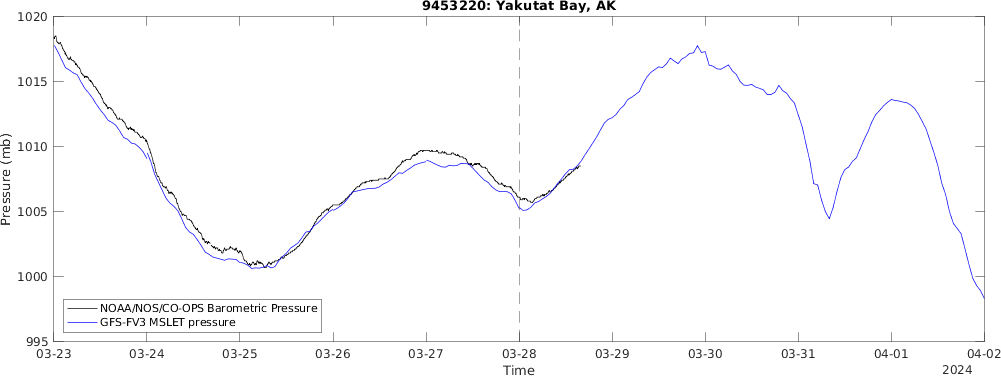 9453220: Yakutat Bay, AK
Pressure (mb)
1020
1015
1010
1005
1000
995
NOAA/NOS/CO-OPS Barometric Pressure
GFS-FV3 MSLET pressure
03-23 03-24 03-25 03-26 03-27 03-28 03-29 03-30 03-31 04-01 04-02
Time
2024